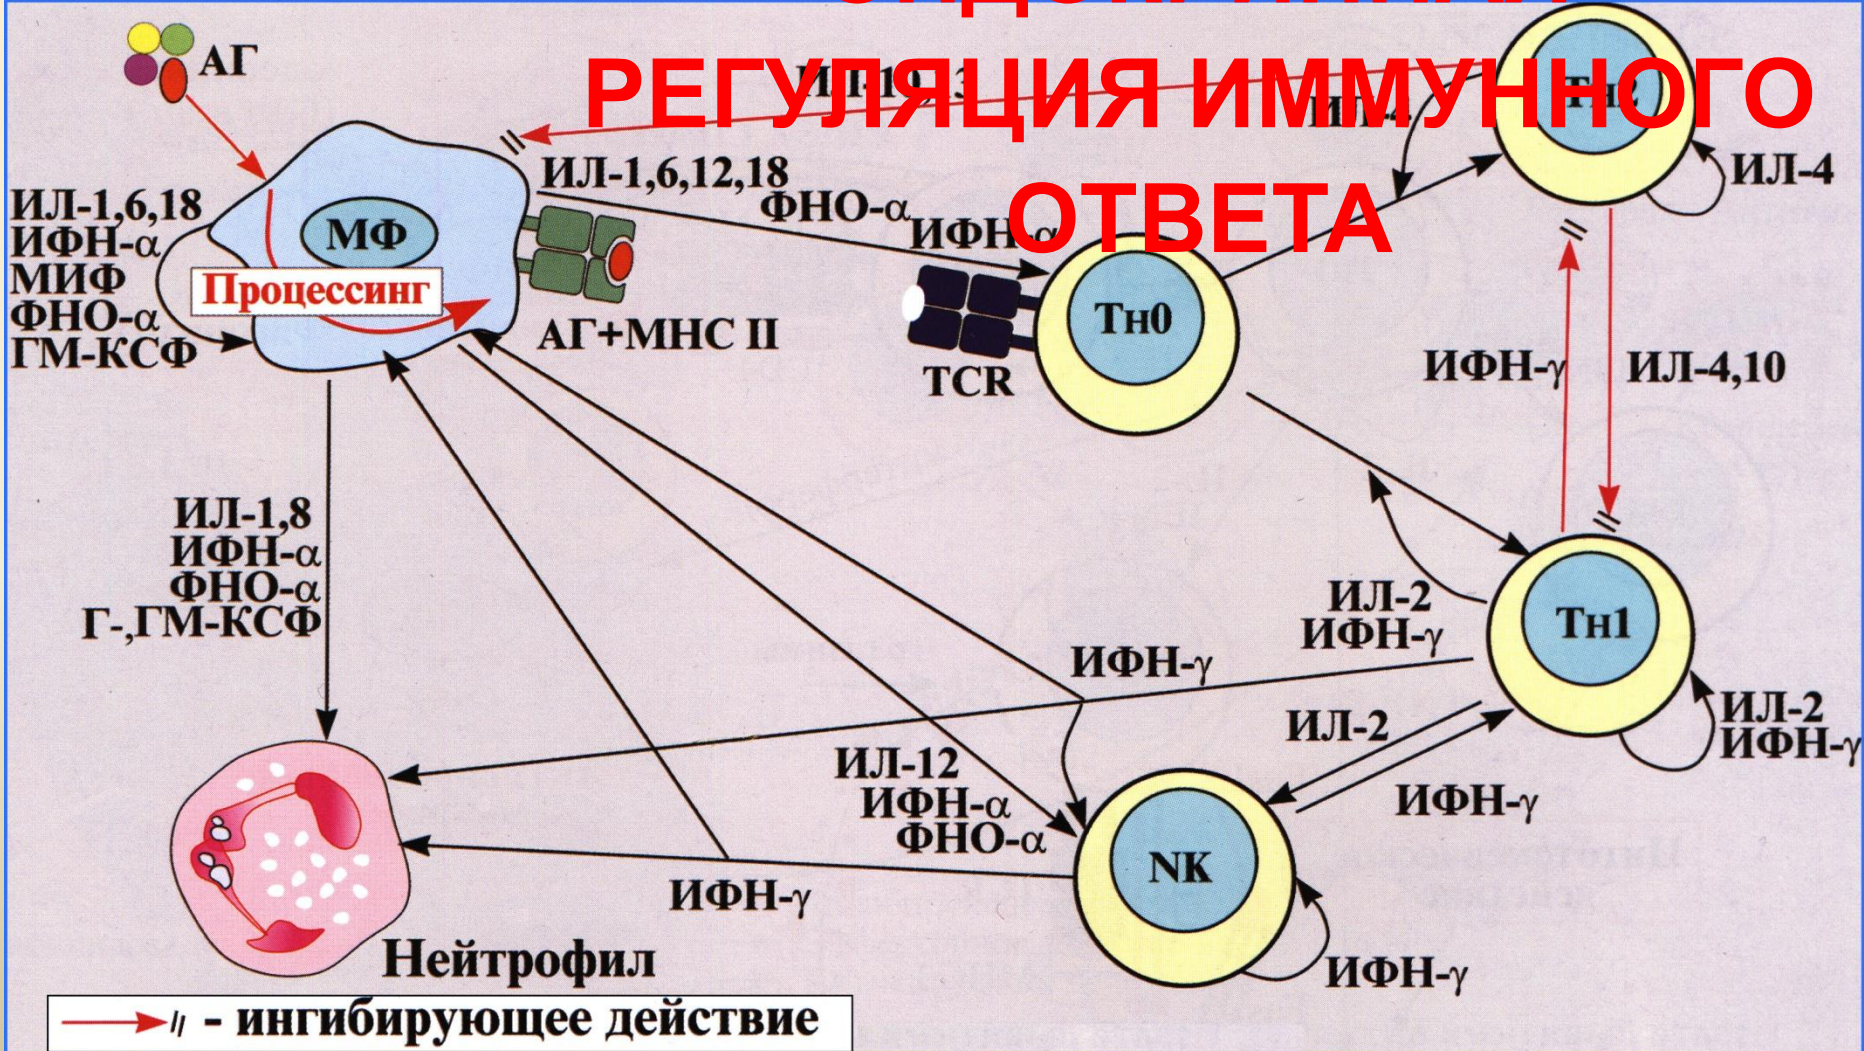 РЕГУЛЯЦИЯ ИММУННОГО
ОТВЕТА
АГ
ИЛ-4
ИЛ-1,6,12,18
ФНО-α
ИФН-α
ИЛ-4
ИЛ-1,6,18
ИФН-α
МИФ
ФНО-α
ГМ-КСФ
МФ
Процессинг
АГ+МНС II
TCR
Тн0
Тн2
ИФН-γ
ИЛ-4,10
ИЛ-1,8
ИФН-α
ФНО-α
Г-,ГМ-КСФ
ИЛ-2
ИФН-γ
Тн1
ИФН-γ
ИЛ-2
ИЛ-2
ИФН-γ
ИФН-γ
ИЛ-12
ИФН-α
ФНО-α
NK
ИФН-γ
ИФН-γ
Нейтрофил
- ингибирующее действие